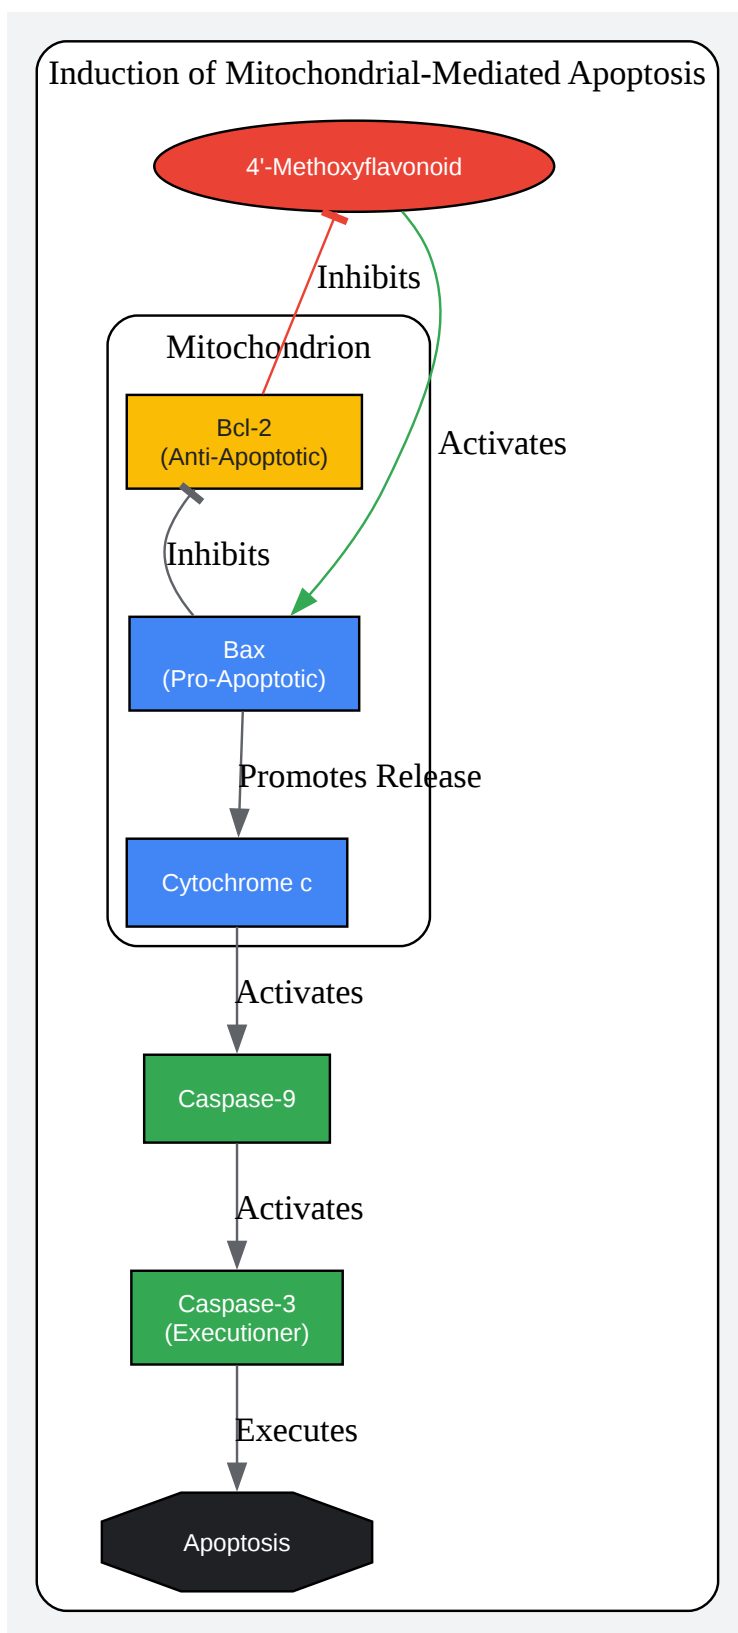 Induction of Mitochondrial-Mediated Apoptosis
4'-Methoxyflavonoid
Inhibits
Mitochondrion
Bcl-2
(Anti-Apoptotic)
Activates
Inhibits
Bax
(Pro-Apoptotic)
Promotes Release
Cytochrome c
Activates
Caspase-9
Activates
Caspase-3
(Executioner)
Executes
Apoptosis